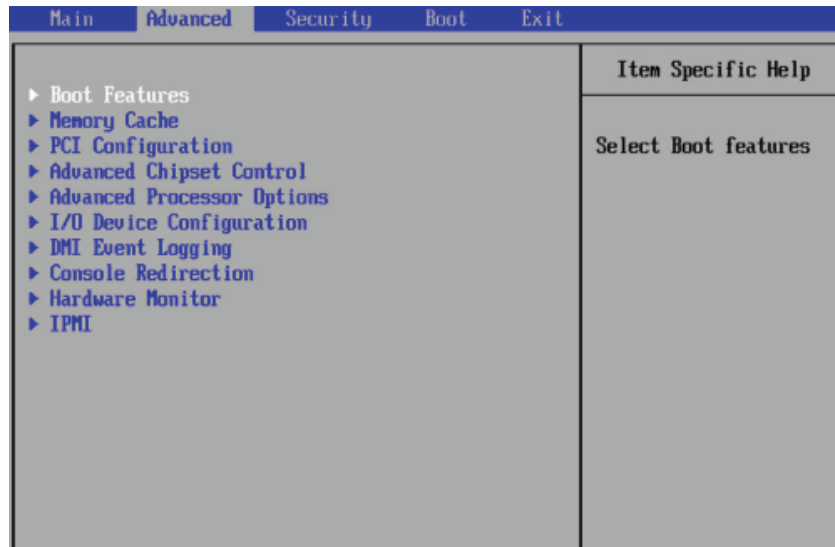 Main Advanced Security Boot Exit
Item Specific Help
Boot Features
Memory Cache
PCI Configuration
Select Boot features
Advanced Chipset Control
Advanced Processor Options
I/O Device Configuration
DMI Event Logging
Console Redirection
Hardware Monitor
IPMI